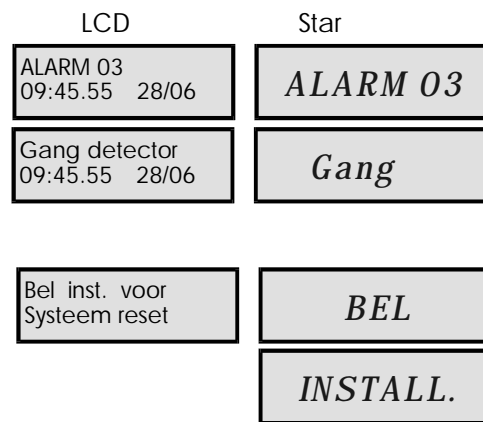 LCD Star
ALARM 03
09:45.55 28/06
ALARM 03
Gang detector
09:45.55 28/06
Gang
Bel inst. voor
Systeem reset
BEL
INSTALL.